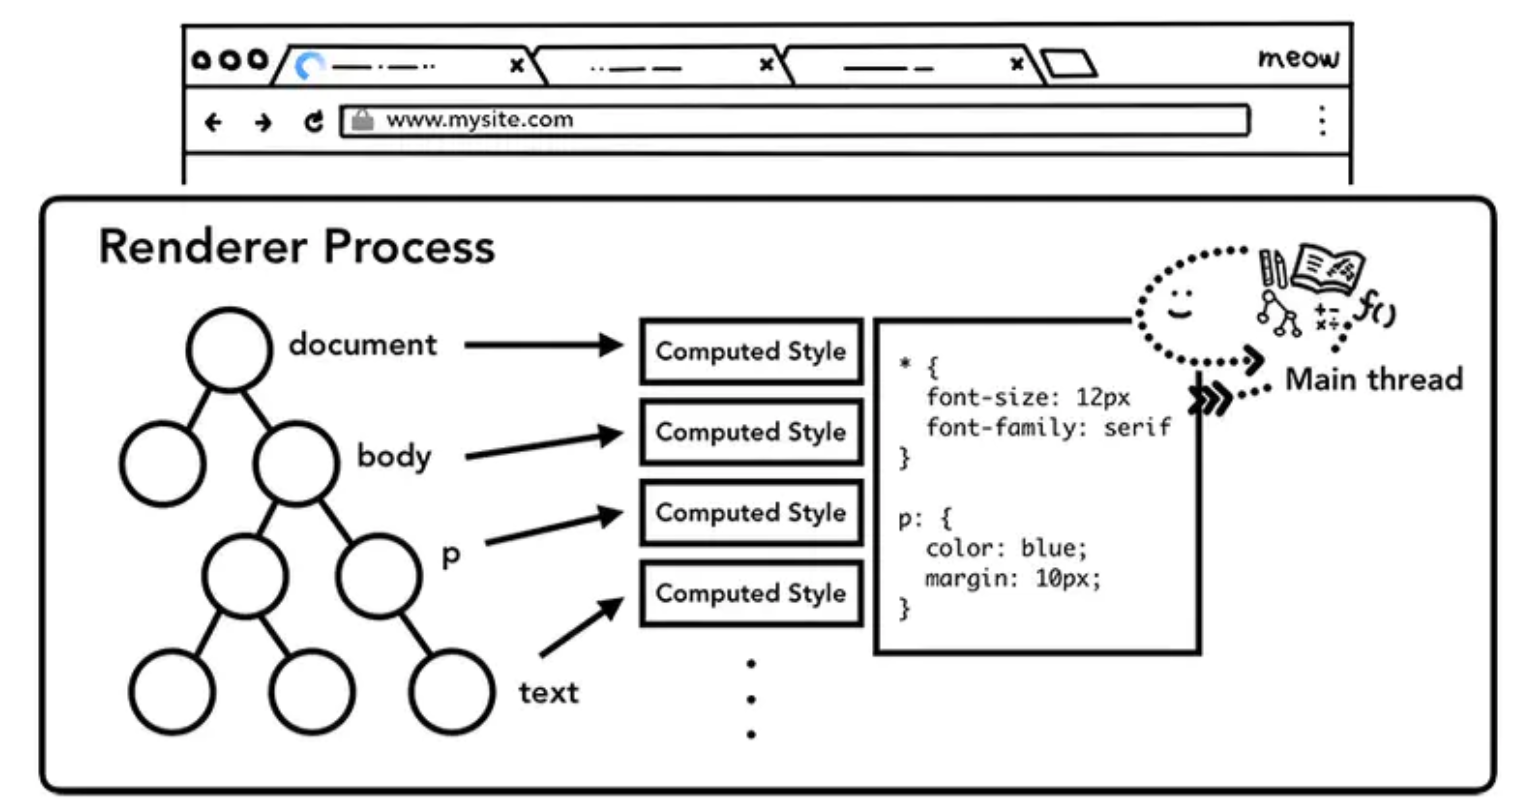 meow
www.mysite.com
Renderer Process
document
body
p
text
Computed Style
Computed Style
Computed Style
Computed Style
* {
font-size: 12px
font-family: serif
}
p: {
color: blue;
margin: 10px;
}
+-
×÷
f()
Main thread